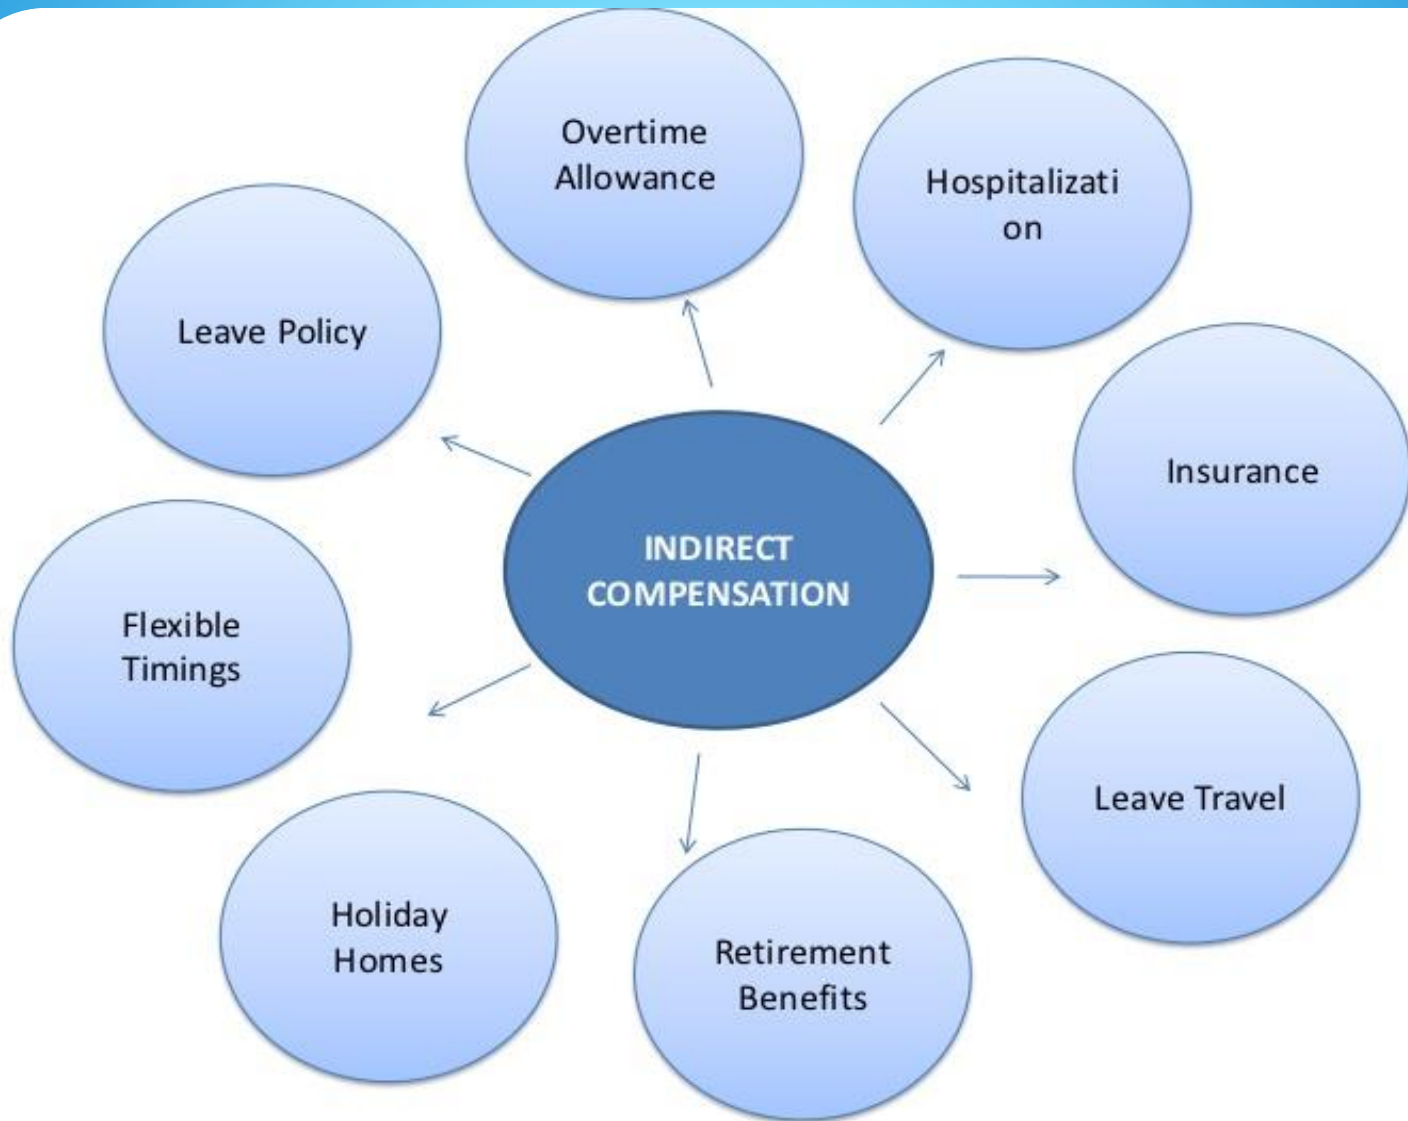 Overtime
Allowance
Hospitalizati
on
Leave Policy
Insurance
INDIRECT
COMPENSATION
Flexible
Timings
Leave Travel
Holiday
Homes
Retirement
Benefits